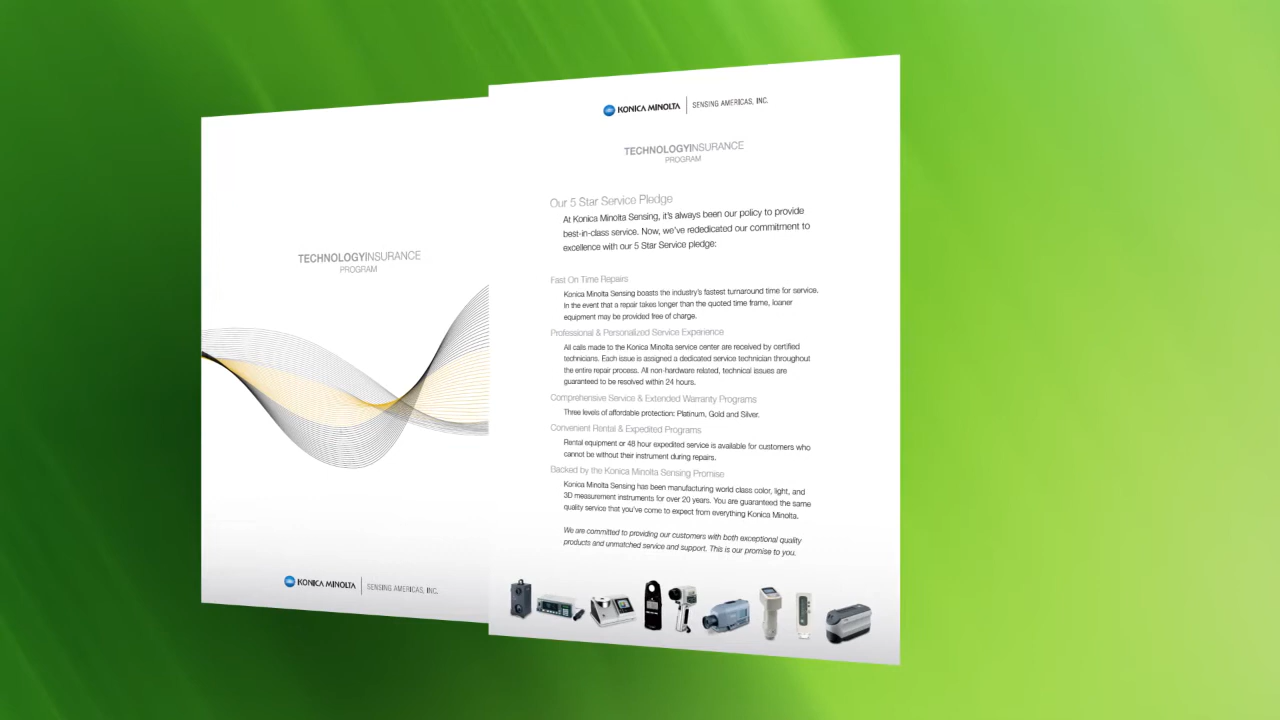 TECHNOLOGYINSURANCE
PROGRAM
KONICA MINOLTA
SENSING AMERICAS, INC.
KONICA MINOLTA
SENSING AMERICAS, INC.
TECHNOLOGYINSURANCE
PROGRAM
Our 5 Star Service Pledge
At Konica Minolta Sensing, it's always been our policy to provide
best-in-class service. Now, we've rededicated our commitment to
excellence with our 5 Star Service pledge:
Fast On Time Repairs
Konica Minolta Sensing boasts the industry's fastest turnaround time for service.
In the event that a repair takes longer than the quoted time frame, loaner
equipment may be provided free of charge.
Professional & Personalized Service Experience
All calls made to the Konica Minolta service center are received by certified
technicians. Each issue is assigned a dedicated service technician throughout
the entire repair process. All non-hardware related, technical issues are
guaranteed to be resolved within 24 hours.
Comprehensive Service & Extended Warranty Programs
Three levels of affordable protection: Platinum, Gold and Silver.
Convenient Rental & Expedited Programs
Rental equipment or 48 hour expedited service is available for customers who
cannot be without their instrument during repairs.
Backed by the Konica Minolta Sensing Promise
Konica Minolta Sensing has been manufacturing world class color, light, and
3D measurement instruments for over 20 years. You are guaranteed the same
quality service that you've come to expect from everything Konica Minolta.
We are committed to providing our customers with both exceptional quality
products and unmatched service and support. This is our promise to you.